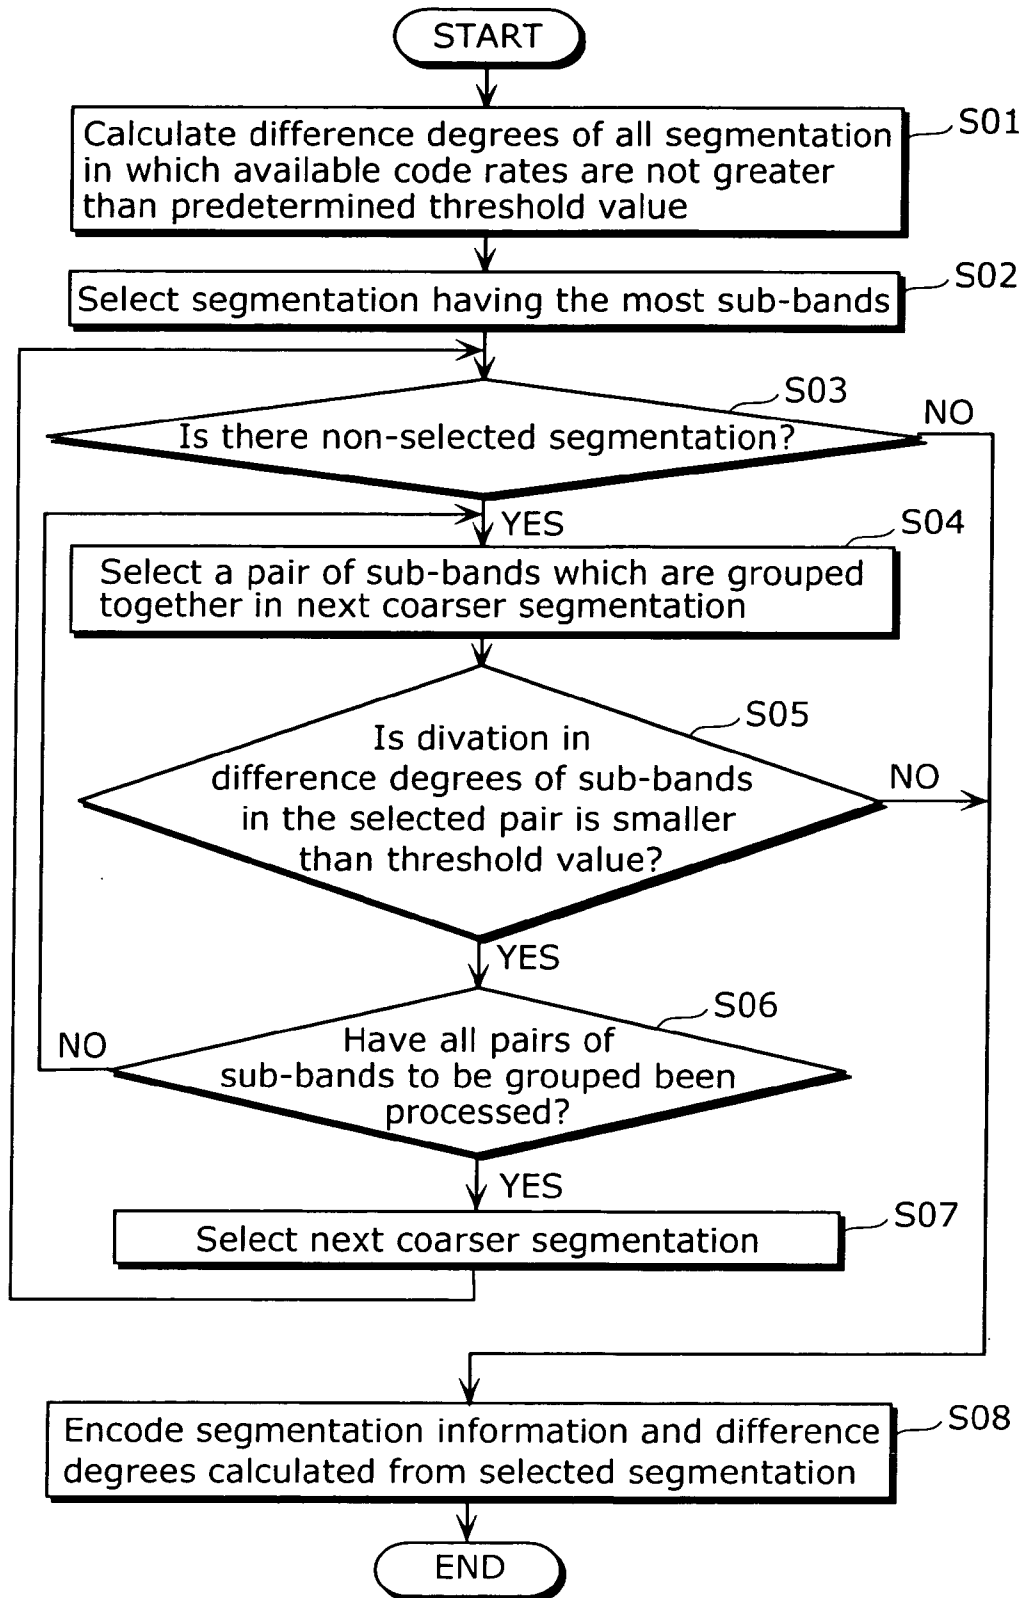 START
Calculate difference degrees of all segmentation
in which available code rates are not greater
than predetermined threshold value
S01
Select segmentation having the most sub-bands
S02
Is there non-selected segmentation?
S03
NO
YES
Select a pair of sub-bands which are grouped
together in next coarser segmentation
S04
Is divation in
difference degrees of sub-bands
in the selected pair is smaller
than threshold value?
S05
NO
YES
Have all pairs of
sub-bands to be grouped been
processed?
S06
NO
YES
Select next coarser segmentation
S07
Encode segmentation information and difference
degrees calculated from selected segmentation
S08
END